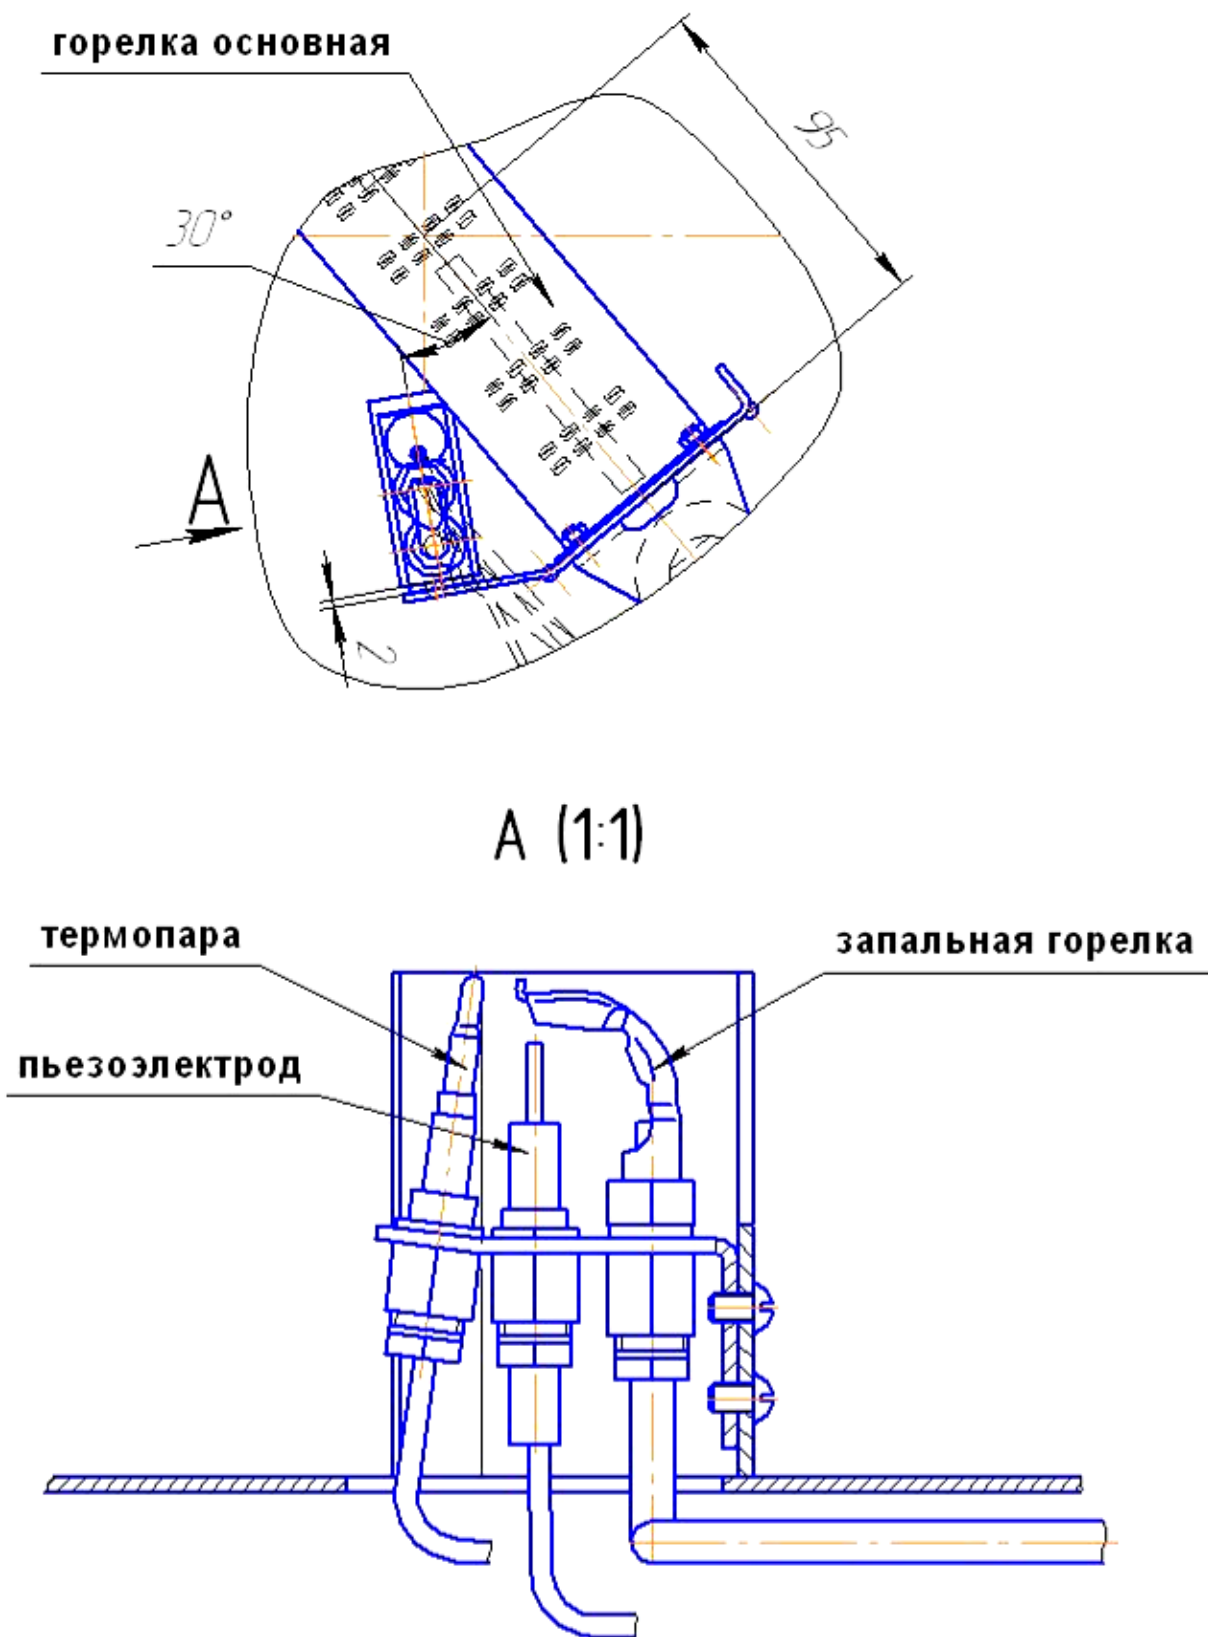 горелка основная
95
30°
А
2
А (1:1)
термопара
запальная горелка
пьезоэлектрод